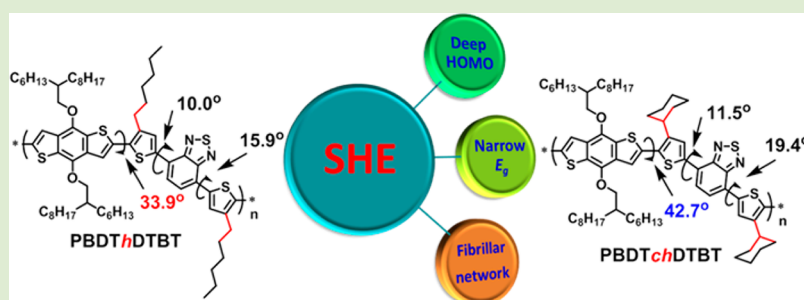 C6H13 C8H17
O
10.0°
N-S-N
15.9°
S
S
S
* n
33.9°
O
C8H17 C6H13
PBDThDTBT
SHE
Deep
HOMO
Narrow
Eg
Fibrillar
network
C6H13 C8H17
O
11.5°
N-S-N
19.4°
S
S
S
* n
42.7°
O
C8H17 C6H13
PBDTchDTBT